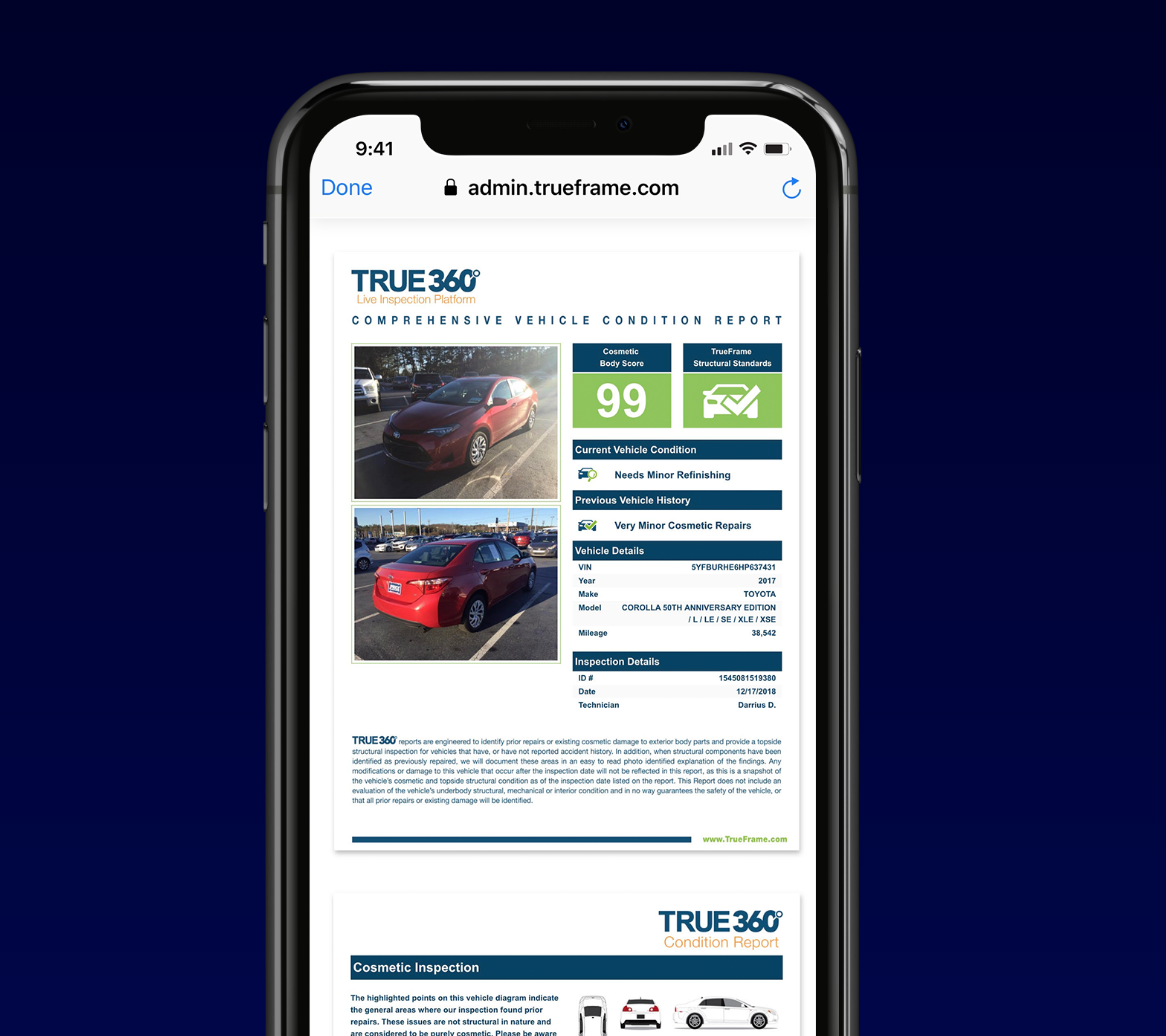 9:41
Done
admin.trueframe.com
TRUE360°
Live Inspection Platform
COMPREHENSIVE VEHICLE CONDITION REPORT
Cosmetic
Body Score
TrueFrame
Structural Standards
99
Current Vehicle Condition
Needs Minor Refinishing
Previous Vehicle History
Very Minor Cosmetic Repairs
Vehicle Details
VIN 5YFBURHE6HP637431
Year 2017
Make TOYOTA
Model COROLLA 50TH ANNIVERSARY EDITION
/ L / LE / SE / XLE / XSE
Mileage 38,542
Inspection Details
ID # 1545081519380
Date 12/17/2018
Technician Darrius D.
TRUE360° reports are engineered to identify prior repairs or existing cosmetic damage to exterior body parts and provide a topside
structural inspection for vehicles that have, or have not reported accident history. In addition, when structural components have been
identified as previously repaired, we will document these areas in an easy to read photo identified explanation of the findings. Any
modifications or damage to this vehicle that occur after the inspection date will not be reflected in this report, as this is a snapshot of
the vehicle's cosmetic and topside structural condition as of the inspection date listed on the report. This Report does not include an
evaluation of the vehicle's underbody structural, mechanical or interior condition and in no way guarantees the safety of the vehicle, or
that all prior repairs or existing damage will be identified.
www.TrueFrame.com
TRUE360°
Condition Report
Cosmetic Inspection
The highlighted points on this vehicle diagram indicate
the general areas where our inspection found prior
repairs. These issues are not structural in nature and
are considered to be purely cosmetic. Please be aware